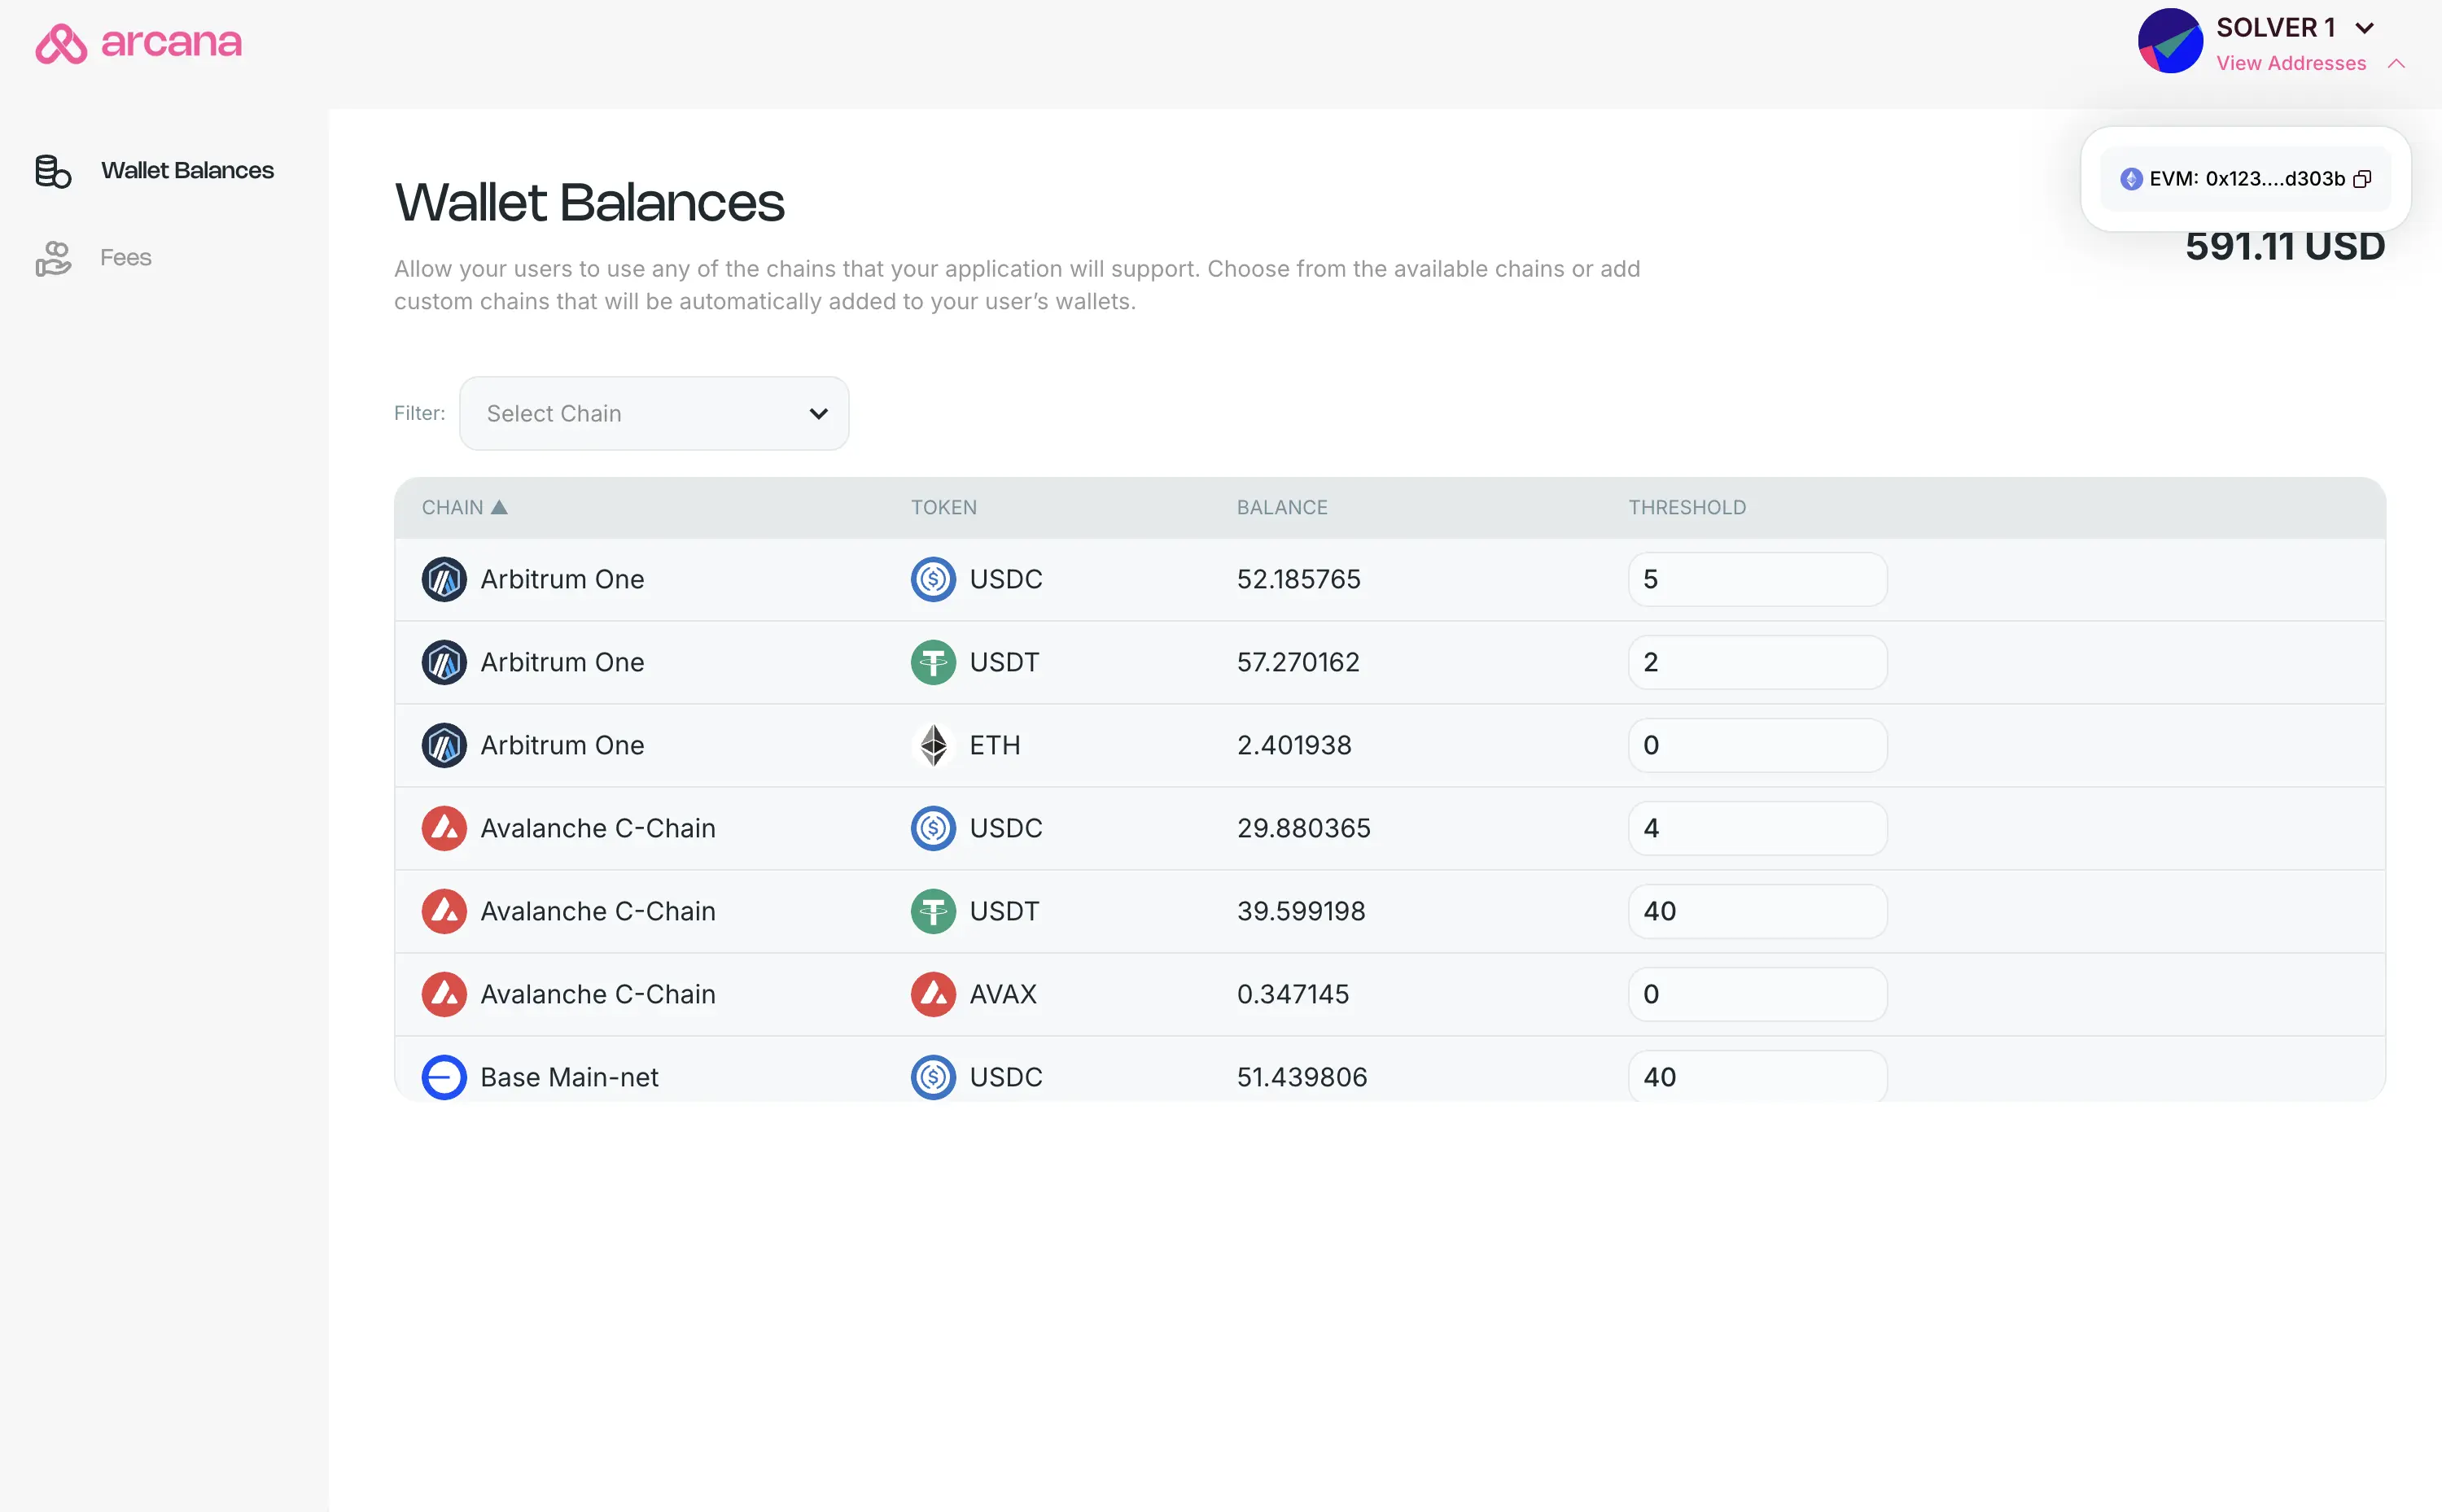 arcana
SOLVER 1
View Addresses
Wallet Balances
Fees
EVM: 0x123....d303b
Wallet Balances
591.11 USD
Allow your users to use any of the chains that your application will support. Choose from the available chains or add
custom chains that will be automatically added to your user’s wallets.
Filter: Select Chain
CHAIN ▲ TOKEN BALANCE THRESHOLD
Arbitrum One USDC 52.185765 5
Arbitrum One USDT 57.270162 2
Arbitrum One ETH 2.401938 0
Avalanche C-Chain USDC 29.880365 4
Avalanche C-Chain USDT 39.599198 40
Avalanche C-Chain AVAX 0.347145 0
Base Main-net USDC 51.439806 40